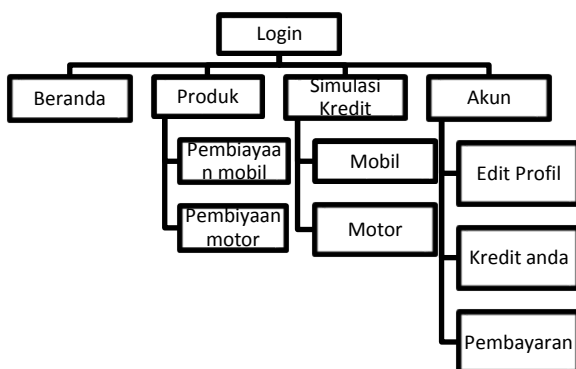 Login
Beranda
Produk
Simulasi
Kredit
Akun
Pembiayaa
n mobil
Pembiyaan
motor
Mobil
Motor
Edit Profil
Kredit anda
Pembayaran